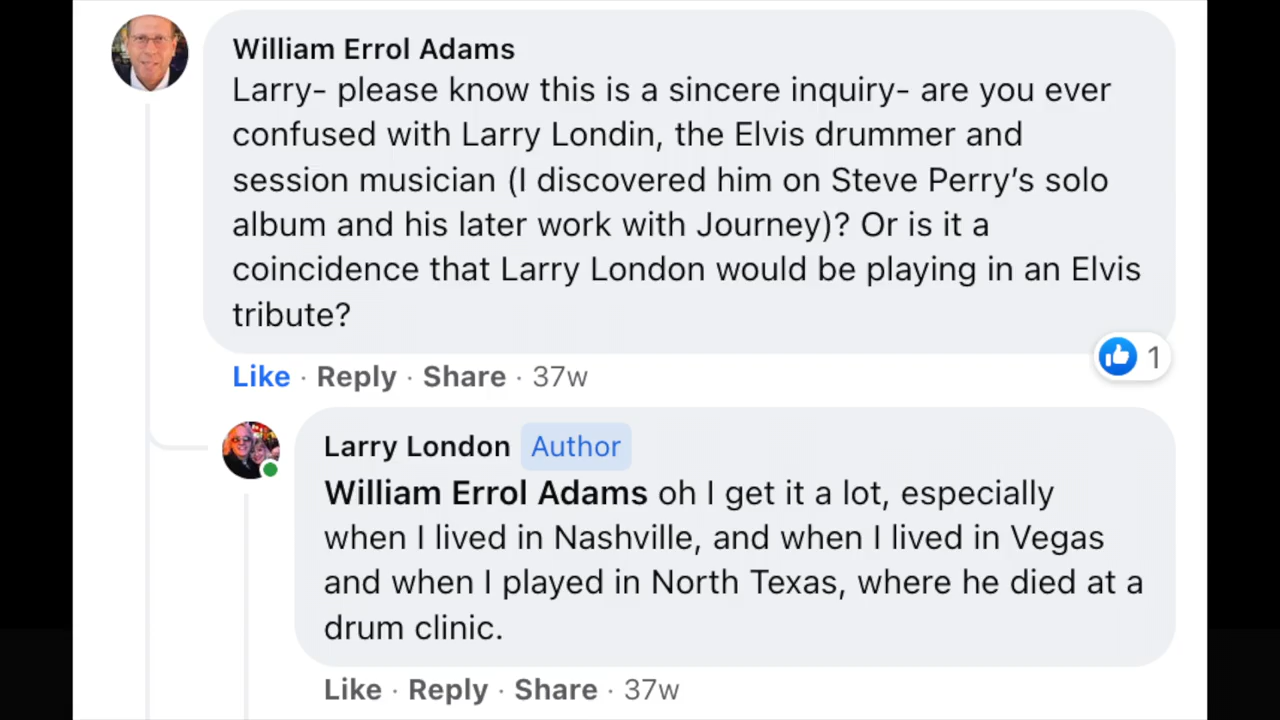 William Errol Adams
Larry- please know this is a sincere inquiry- are you ever
confused with Larry Londin, the Elvis drummer and
session musician (I discovered him on Steve Perry’s solo
album and his later work with Journey)? Or is it a
coincidence that Larry London would be playing in an Elvis
tribute?
1
Like · Reply · Share · 37w
Larry London Author
William Errol Adams oh I get it a lot, especially
when I lived in Nashville, and when I lived in Vegas
and when I played in North Texas, where he died at a
drum clinic.
Like · Reply · Share · 37w